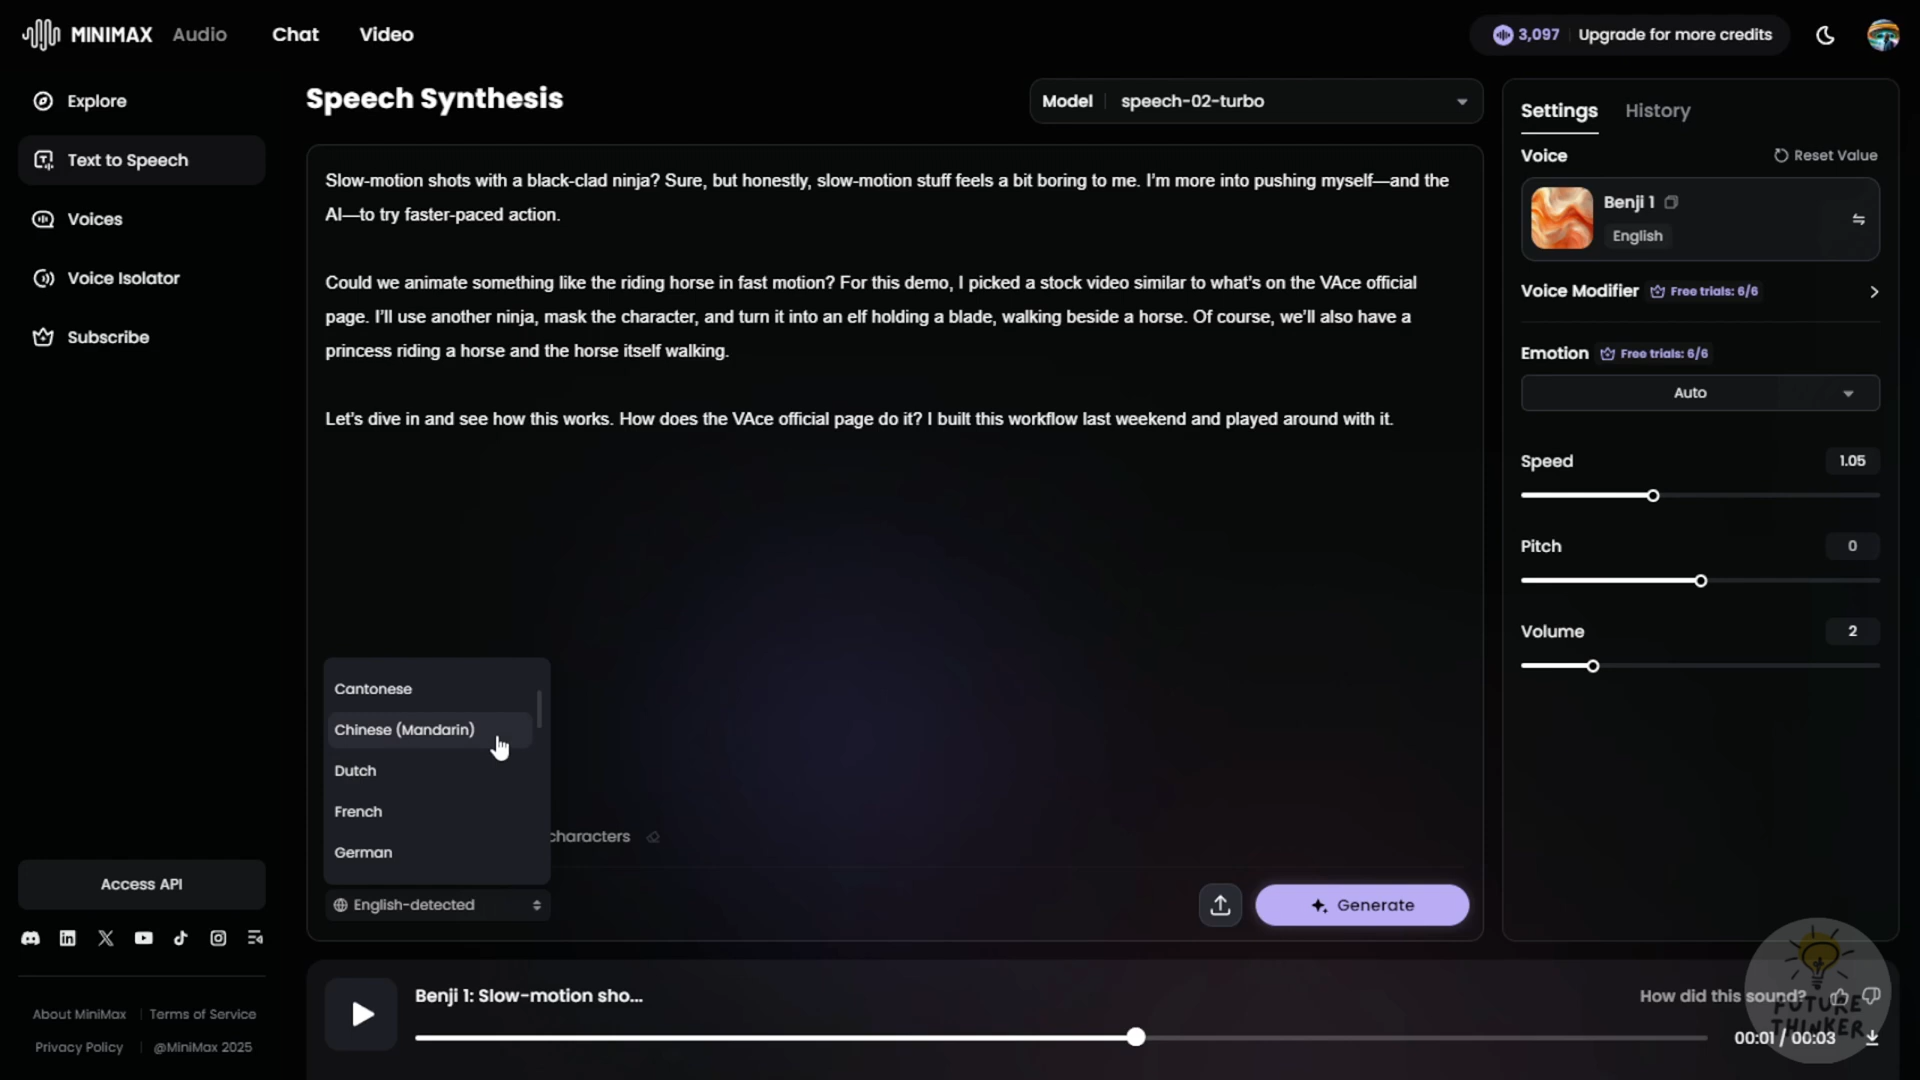 MINIMAX Audio Chat Video 3,097 Upgrade for more credits
Explore
Text to Speech
Voices
Voice Isolator
Subscribe
Access API
About MiniMax Terms of Service
Privacy Policy @MiniMax 2025
Speech Synthesis
Model speech-02-turbo
Slow-motion shots with a black-clad ninja? Sure, but honestly, slow-motion stuff feels a bit boring to me. I'm more into pushing myself—and the
AI—to try faster-paced action.
Could we animate something like the riding horse in fast motion? For this demo, I picked a stock video similar to what's on the VAce official
page. I'll use another ninja, mask the character, and turn it into an elf holding a blade, walking beside a horse. Of course, we'll also have a
princess riding a horse and the horse itself walking.
Let's dive in and see how this works. How does the VAce official page do it? I built this workflow last weekend and played around with it.
Cantonese
Chinese (Mandarin)
Dutch
French
German
characters
English-detected
Generate
Settings History
Voice Reset Value
Benji 1
English
Voice Modifier Free trials: 6/6
Emotion Free trials: 6/6
Auto
Speed 1.05
Pitch 0
Volume 2
Benji 1: Slow-motion sho...
How did this sound?
00:01 / 00:03
FUTURE
THINKER